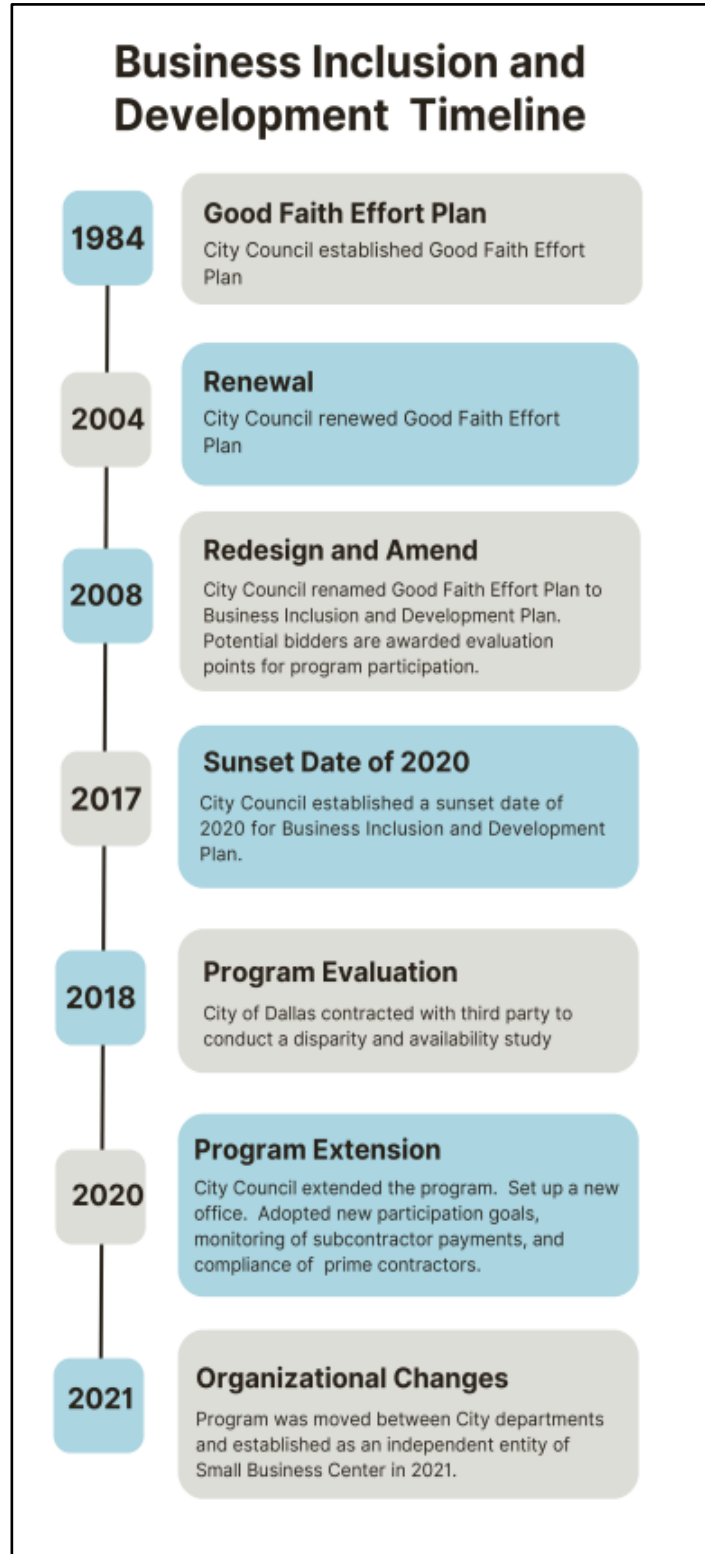 Business Inclusion and
Development Timeline
1984
Good Faith Effort Plan
City Council established Good Faith Effort
Plan
2004
Renewal
City Council renewed Good Faith Effort
Plan
2008
Redesign and Amend
City Council renamed Good Faith Effort Plan to
Business Inclusion and Development Plan.
Potential bidders are awarded evaluation
points for program participation.
2017
Sunset Date of 2020
City Council established a sunset date of
2020 for Business Inclusion and Development
Plan.
2018
Program Evaluation
City of Dallas contracted with third party to
conduct a disparity and availability study
2020
Program Extension
City Council extended the program. Set up a new
office. Adopted new participation goals,
monitoring of subcontractor payments, and
compliance of prime contractors.
2021
Organizational Changes
Program was moved between City departments
and established as an independent entity of
Small Business Center in 2021.